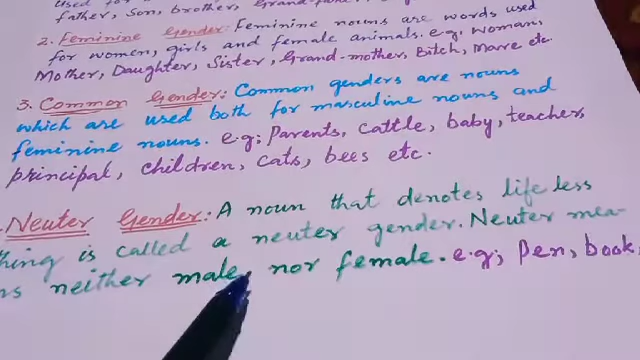 used for
father, Son, brother, Grand-
2. Feminine Gender: Feminine nouns are words used
for women, girls and female animals. e.g; woman,
Mother, Daughter, Sister, Grand-mother, Bitch, Mare etc
3. Common Gender: Common genders are nouns
which are used both for masculine nouns and
feminine nouns. e.g; Parents, cattle, baby, teachers
principal, children, cats, bees etc.
. Neuter Gender: A noun that denotes life less
thing is called a neuter gender. Neuter mea-
ns neither male, nor female. e.g; Pen, book,